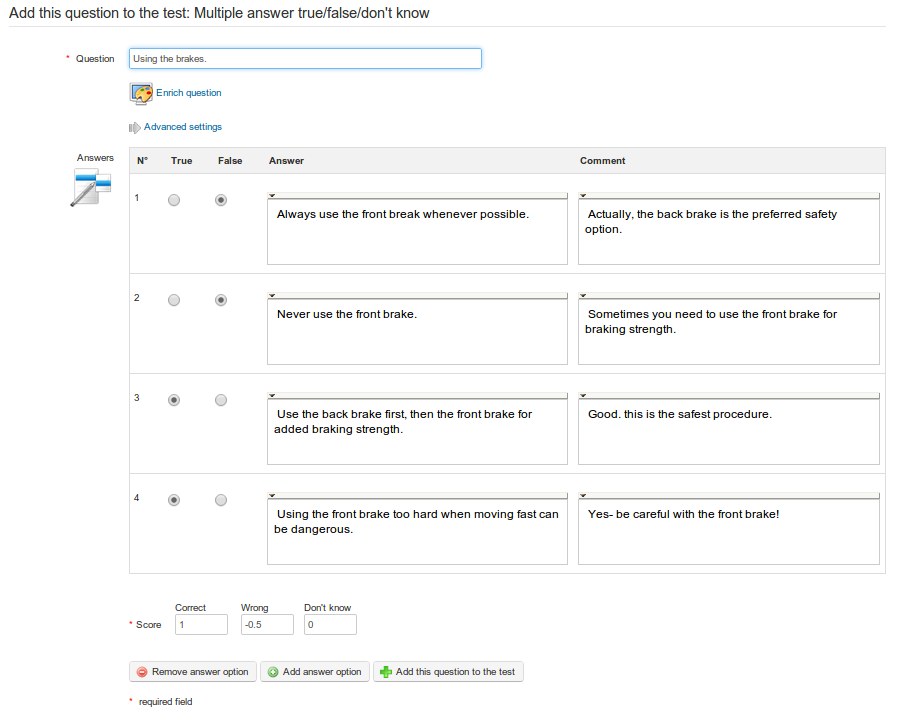 Add this question to the test: Multiple answer true/false/don't know
* Question
Using the brakes.
Enrich question
Advanced settings
Answers
N° True False Answer Comment
1
Always use the front break whenever possible.
Actually, the back brake is the preferred safety
option.
2
Never use the front brake.
Sometimes you need to use the front brake for
braking strength.
3
Use the back brake first, then the front brake for
added braking strength.
Good. this is the safest procedure.
4
Using the front brake too hard when moving fast can
be dangerous.
Yes- be careful with the front brake!
Correct Wrong Don't know
* Score 1 -0.5 0
Remove answer option Add answer option Add this question to the test
* required field